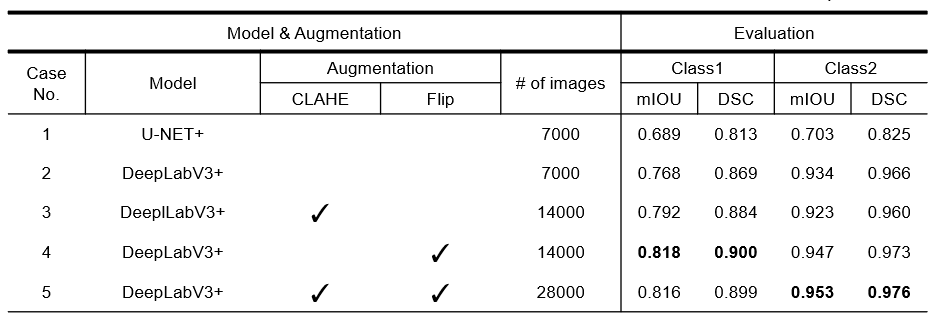 Model & Augmentation Evaluation
Case No. Model Augmentation # of images Class1 Class2
CLAHE Flip mIOU DSC mIOU DSC
1 U-NET+ 7000 0.689 0.813 0.703 0.825
2 DeepLabV3+ 7000 0.768 0.869 0.934 0.966
3 DeeplLabV3+ ✓ 14000 0.792 0.884 0.923 0.960
4 DeepLabV3+ ✓ 14000 0.818 0.900 0.947 0.973
5 DeepLabV3+ ✓ ✓ 28000 0.816 0.899 0.953 0.976